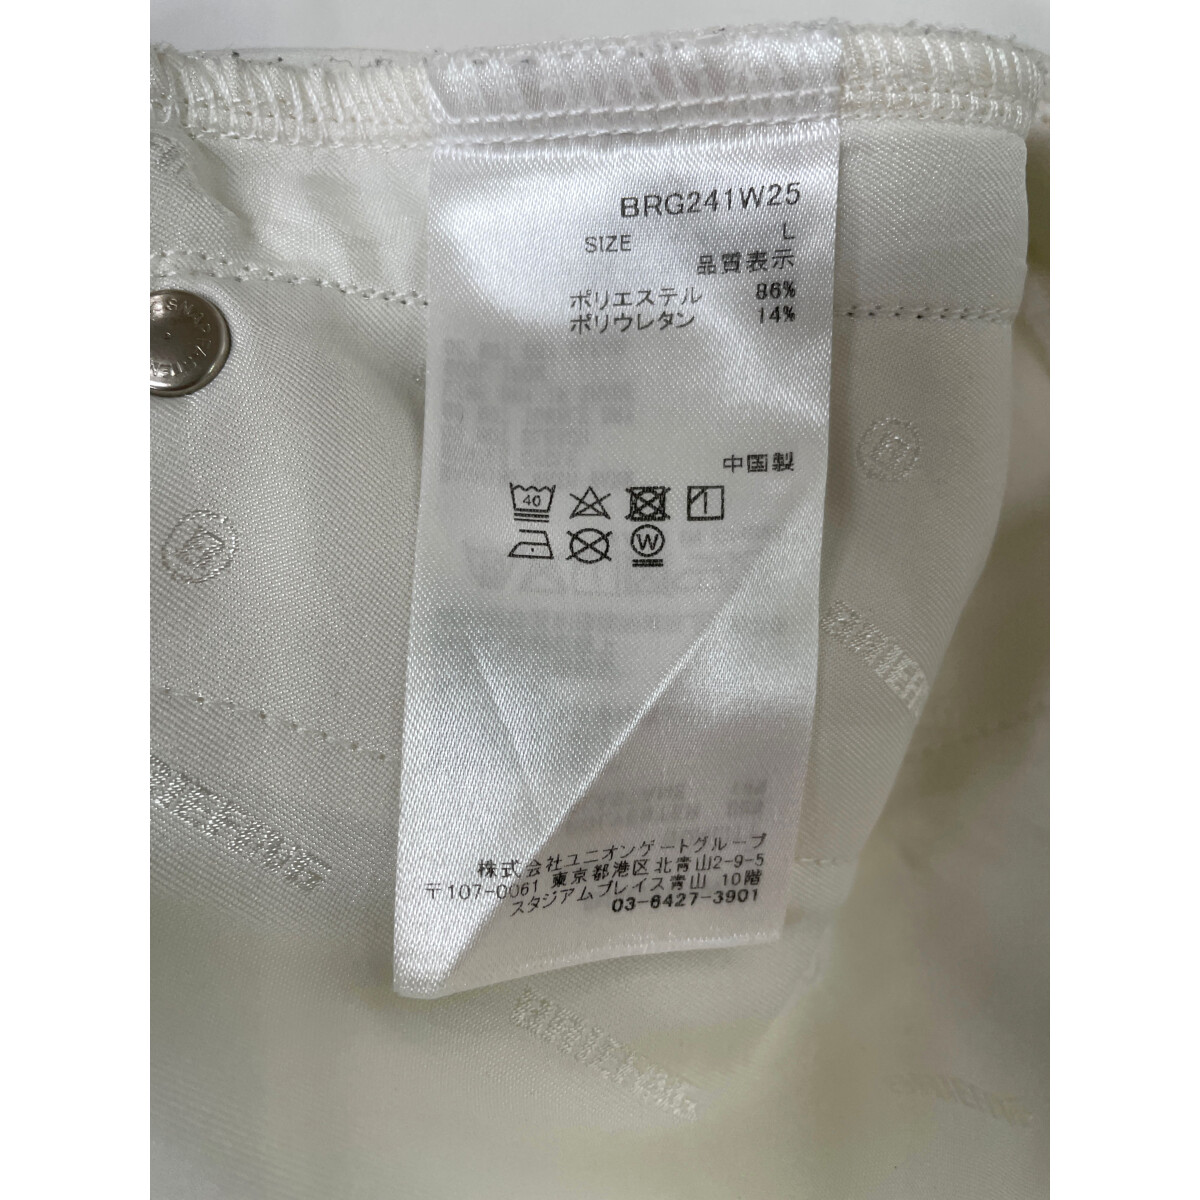 BRG241W25
SIZE L
品質表示
ポリエステル 86%
ポリウレタン 14%
中国製
40
W
株式会社ユニオンゲートグループ
〒107-0061 東京都港区北青山2-9-5
スタジアムプレイス青山 10階
03-6427-3901